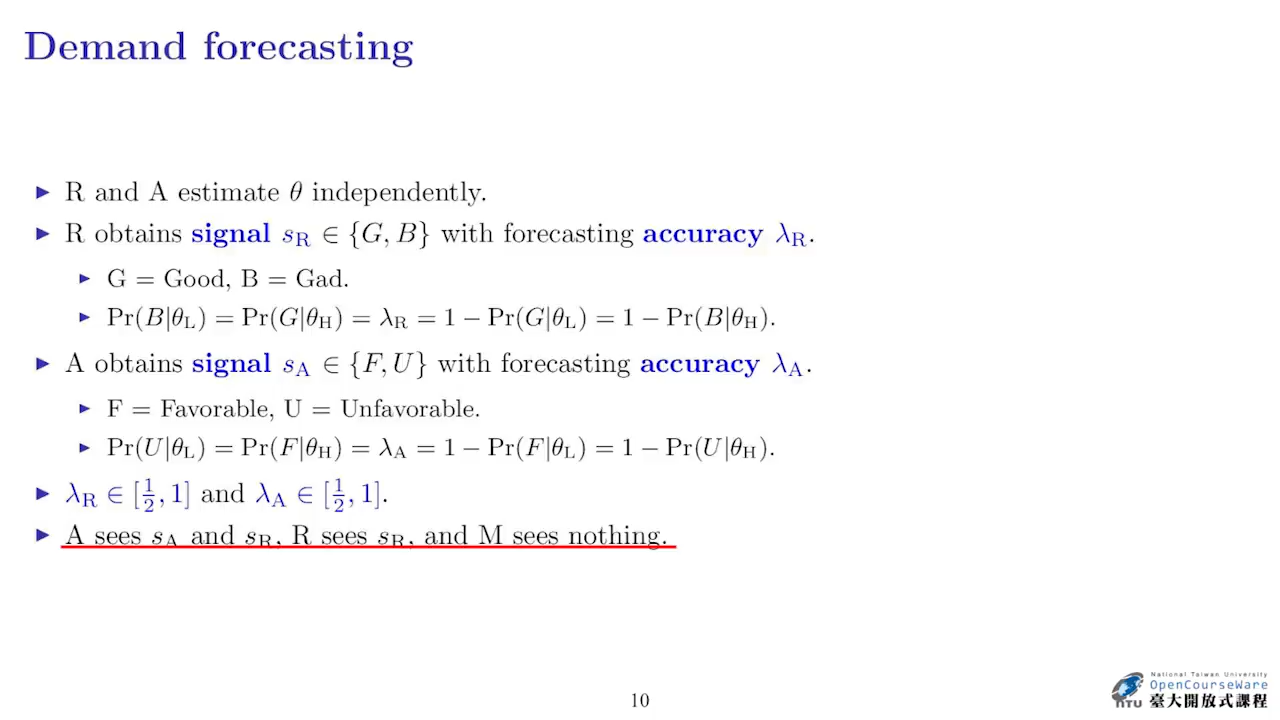 Demand forecasting
▶ R and A estimate θ independently.
▶ R obtains signal s_R ∈ {G, B} with forecasting accuracy λ_R.
▶ G = Good, B = Gad.
▶ Pr(B|θ_L) = Pr(G|θ_H) = λ_R = 1 − Pr(G|θ_L) = 1 − Pr(B|θ_H).
▶ A obtains signal s_A ∈ {F, U} with forecasting accuracy λ_A.
▶ F = Favorable, U = Unfavorable.
▶ Pr(U|θ_L) = Pr(F|θ_H) = λ_A = 1 − Pr(F|θ_L) = 1 − Pr(U|θ_H).
▶ λ_R ∈ [1/2, 1] and λ_A ∈ [1/2, 1].
▶ A sees s_A and s_R, R sees s_R, and M sees nothing.
10
National Taiwan University
OpenCourseWare
NTU 臺大開放式課程